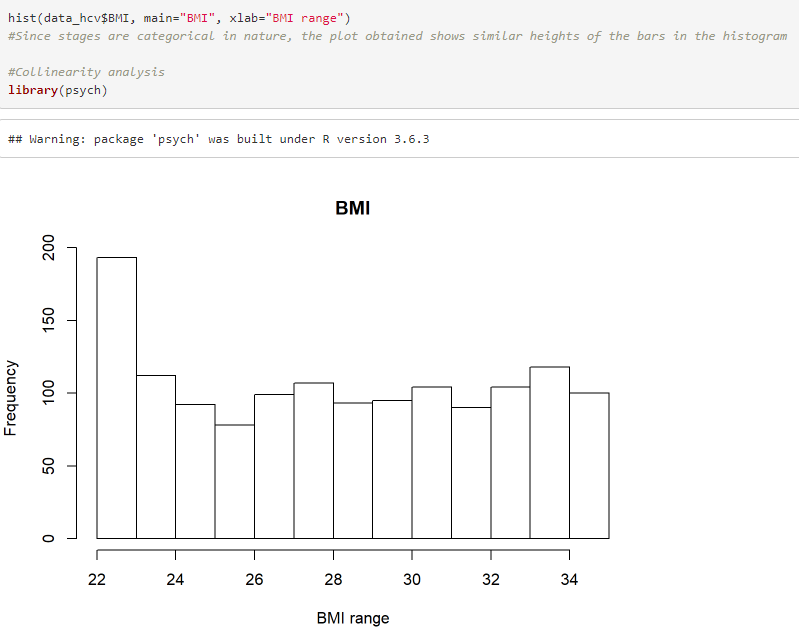 hist(data_hcv$BMI, main="BMI", xlab="BMI range")
#Since stages are categorical in nature, the plot obtained shows similar heights of the bars in the histogram
#Collinearity analysis
library(psych)
## Warning: package 'psych' was built under R version 3.6.3
BMI
200
150
100
50
0
Frequency
22 24 26 28 30 32 34
BMI range